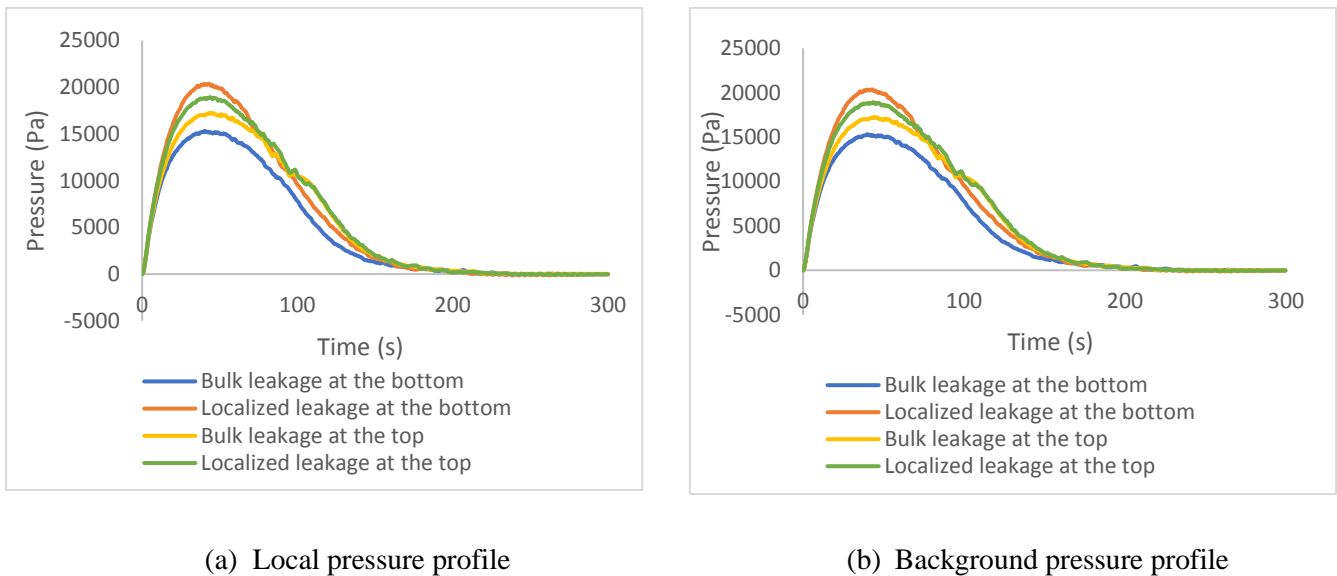 25000
20000
15000
10000
5000
0
-5000
Pressure (Pa)
0 100 200 300
Time (s)
Bulk leakage at the bottom
Localized leakage at the bottom
Bulk leakage at the top
Localized leakage at the top
(a) Local pressure profile
25000
20000
15000
10000
5000
0
-5000
Pressure (Pa)
0 100 200 300
Time (s)
Bulk leakage at the bottom
Localized leakage at the bottom
Bulk leakage at the top
Localized leakage at the top
(b) Background pressure profile